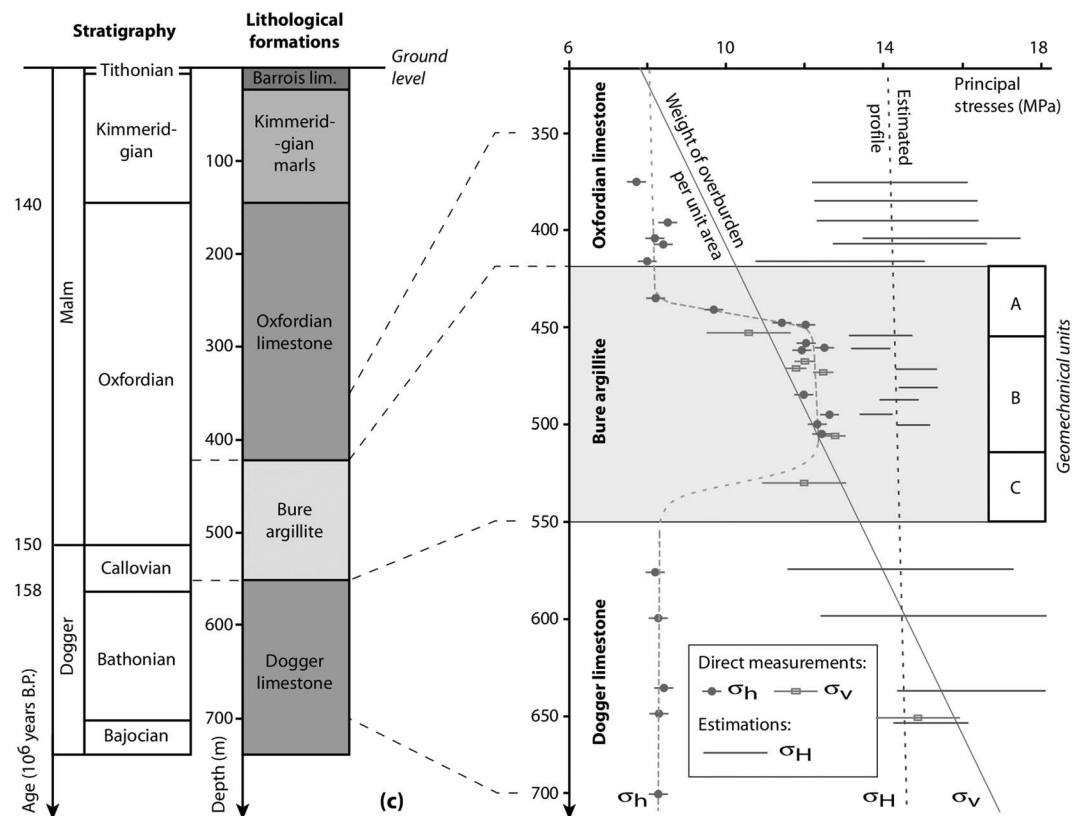 Stratigraphy
Lithological
formations
Ground
level
Tithonian
Barrois lim.
Kimmerid-
gian
Kimmerid-
-gian
marls
100
140
200
Malm
Oxfordian
Oxfordian
limestone
300
400
Bure
argillite
500
150
Callovian
158
Dogger
Bathonian
600
Dogger
limestone
700
Bajocian
Age (10⁶ years B.P.)
Depth (m)
(c)
6
10
14
18
Principal
stresses (MPa)
Estimated
profile
Weight of overburden
per unit area
Oxfordian limestone
350
400
450
Bure argillite
500
550
A
B
C
Geomechanical units
600
Dogger limestone
650
700
Direct measurements:
σh
σv
Estimations:
σH
σh
σH
σv